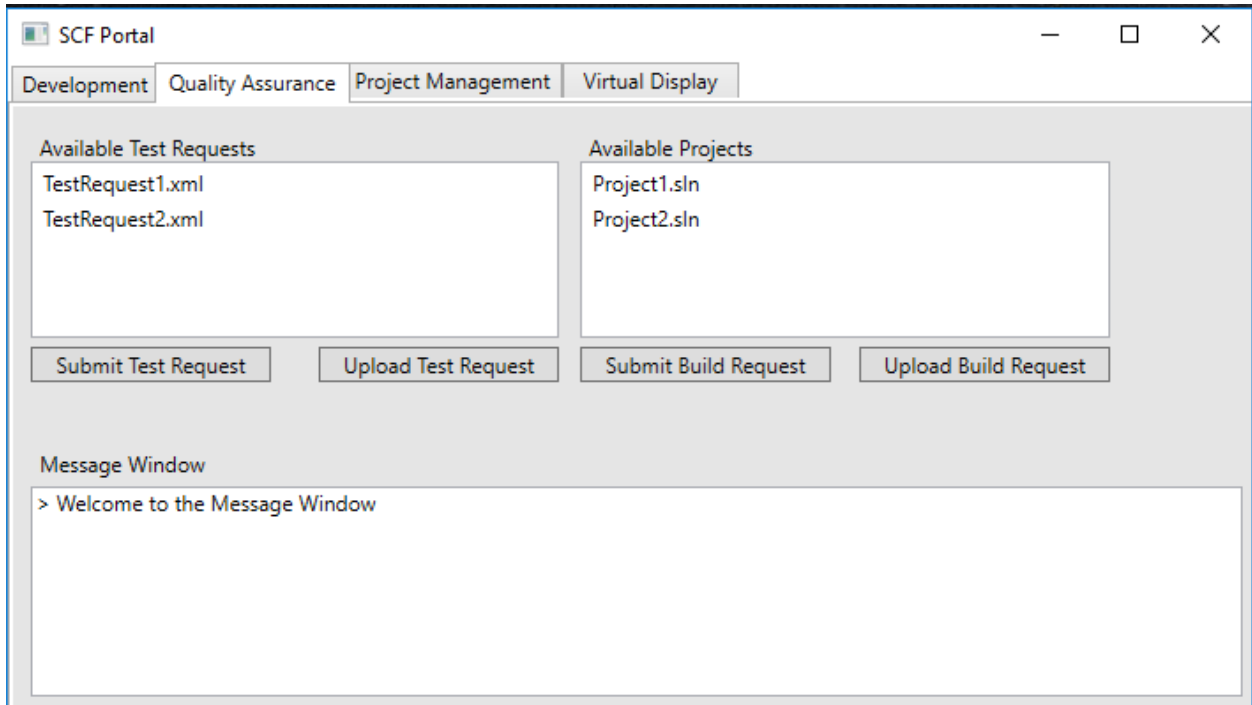 SCF Portal
Development Quality Assurance Project Management Virtual Display
Available Test Requests
TestRequest1.xml
TestRequest2.xml
Submit Test Request Upload Test Request
Available Projects
Project1.sln
Project2.sln
Submit Build Request Upload Build Request
Message Window
> Welcome to the Message Window